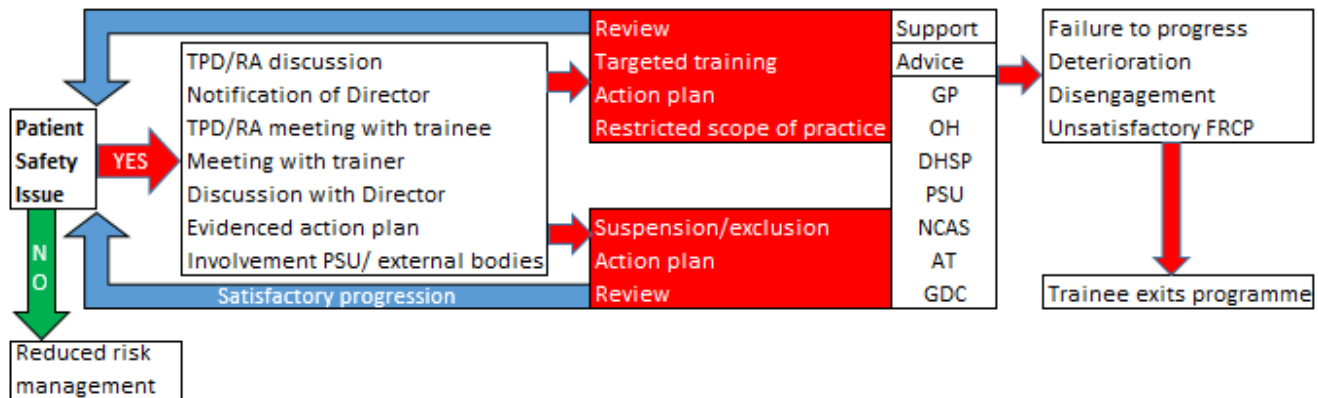 Patient
Safety
Issue
YES
NO
Reduced risk
management
TPD/RA discussion
Notification of Director
TPD/RA meeting with trainee
Meeting with trainer
Discussion with Director
Evidenced action plan
Involvement PSU/ external bodies
Satisfactory progression
Review
Targeted training
Action plan
Restricted scope of practice
Suspension/exclusion
Action plan
Review
Support
Advice
GP
OH
DHSP
PSU
NCAS
AT
GDC
Failure to progress
Deterioration
Disengagement
Unsatisfactory FRCP
Trainee exits programme